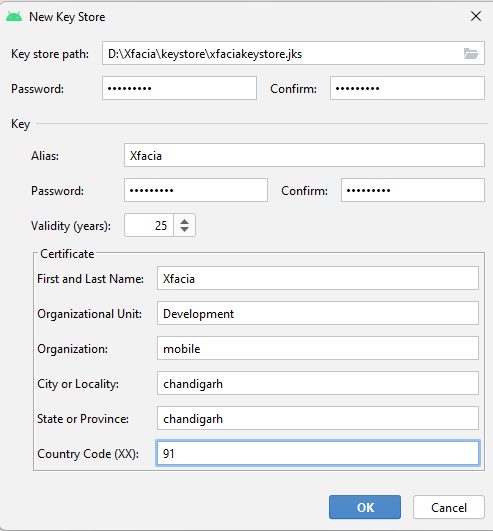 New Key Store
Key store path: D:\Xfacia\keystore\xfaciakeystore.jks
Password: ••••••••• Confirm: •••••••••
Key
Alias: Xfacia
Password: ••••••••• Confirm: •••••••••
Validity (years): 25
Certificate
First and Last Name: Xfacia
Organizational Unit: Development
Organization: mobile
City or Locality: chandigarh
State or Province: chandigarh
Country Code (XX): 91
OK Cancel